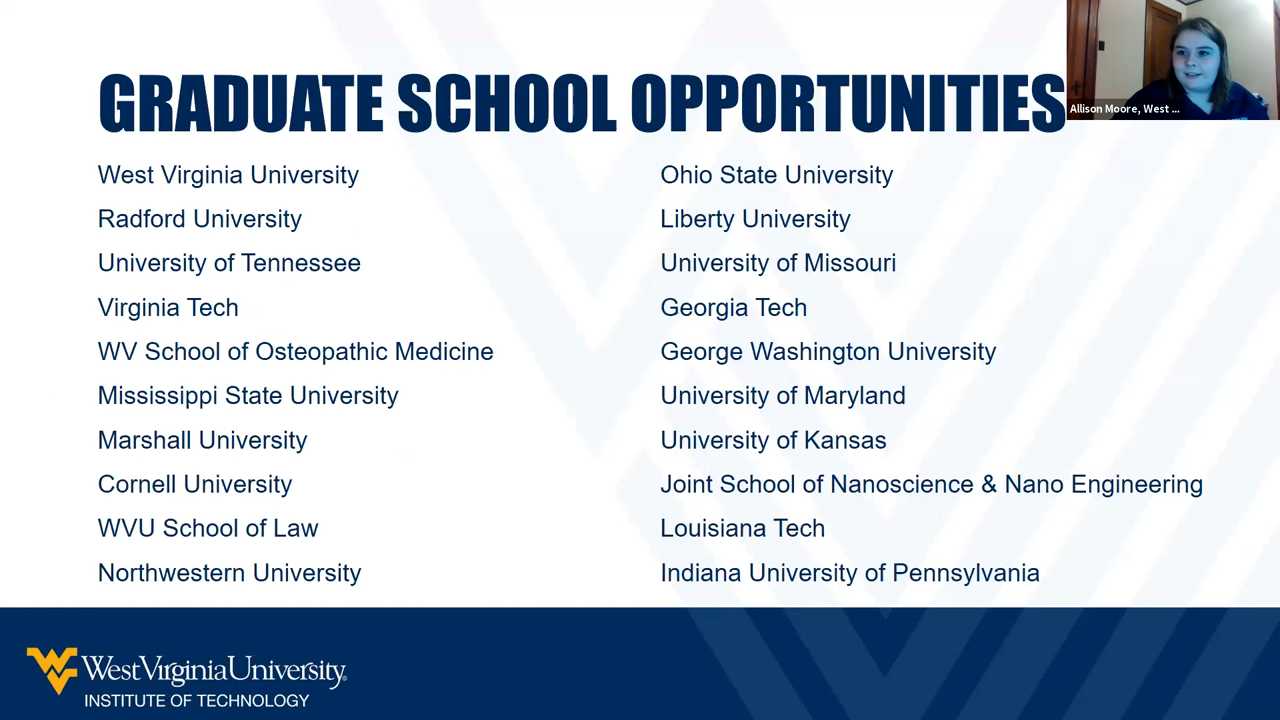 GRADUATE SCHOOL OPPORTUNITIES
Allison Moore, West ...
West Virginia University
Radford University
University of Tennessee
Virginia Tech
WV School of Osteopathic Medicine
Mississippi State University
Marshall University
Cornell University
WVU School of Law
Northwestern University
Ohio State University
Liberty University
University of Missouri
Georgia Tech
George Washington University
University of Maryland
University of Kansas
Joint School of Nanoscience & Nano Engineering
Louisiana Tech
Indiana University of Pennsylvania
WestVirginiaUniversity®
INSTITUTE OF TECHNOLOGY